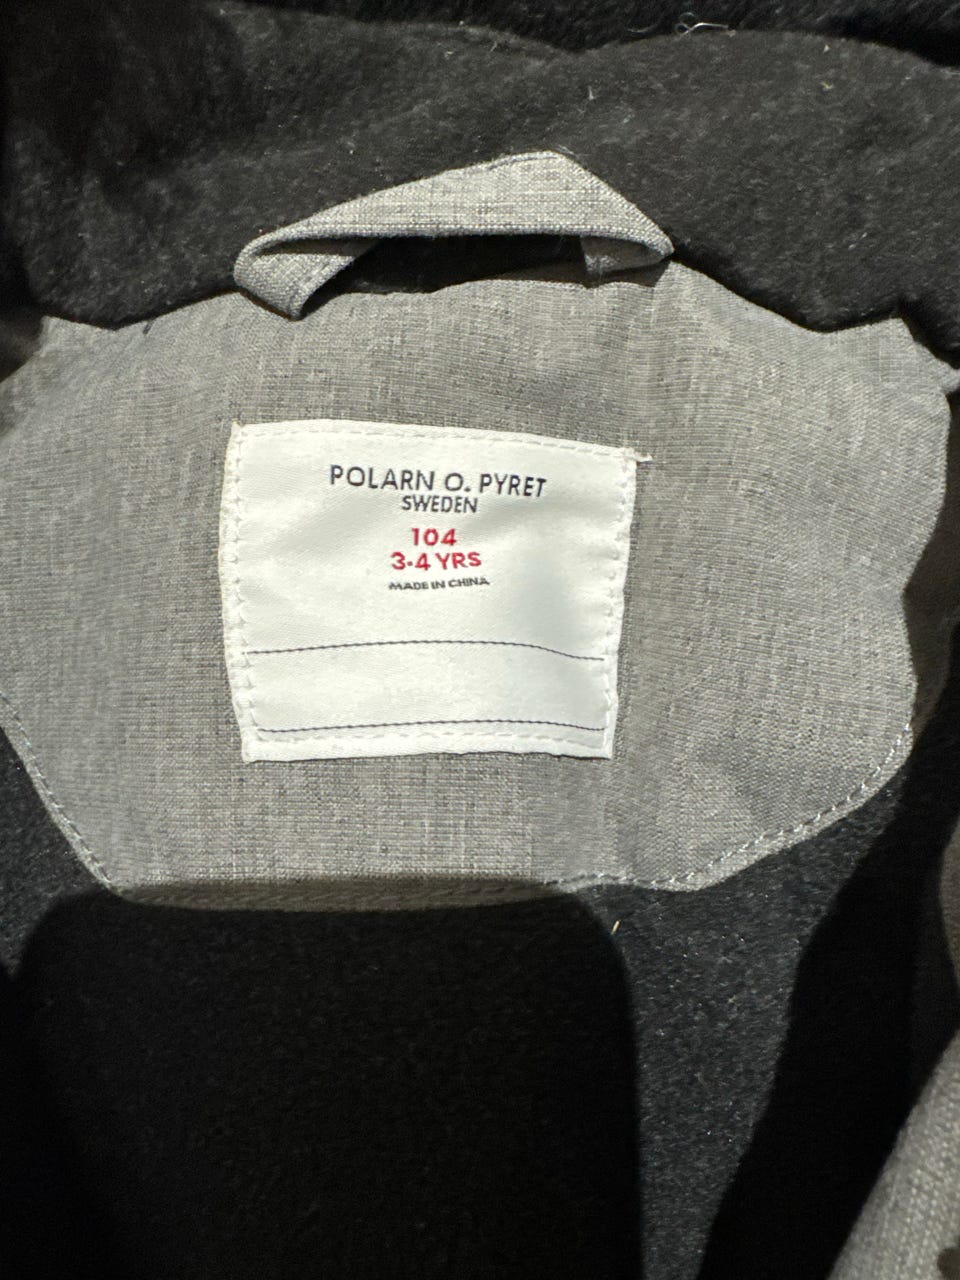 POLARN O. PYRET
SWEDEN
104
3-4 YRS
MADE IN CHINA